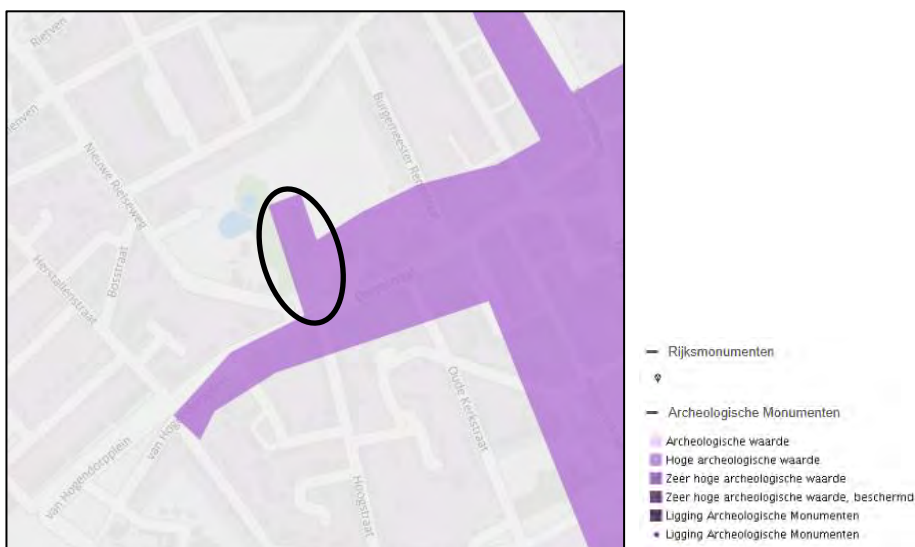 Rietven
Burgemeester
Nieuwe Rielseweg
Bosstraat
Herstallenstraat
Oude Kerkstraat
van Hogendorpplein
Hoogstraat
Rijksmonumenten
Archeologische Monumenten
Archeologische waarde
Hoge archeologische waarde
Zeer hoge archeologische waarde
Zeer hoge archeologische waarde, beschermd
Ligging Archeologische Monumenten
Ligging Archeologische Monumenten